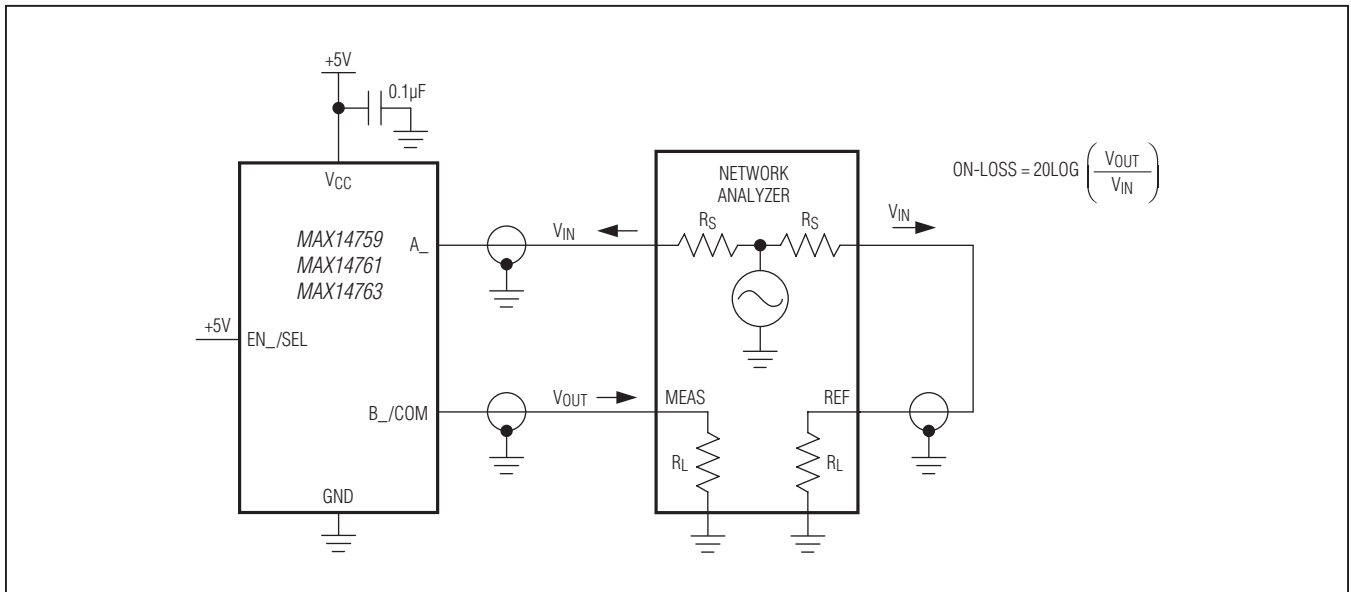 +5V
0.1µF
VCC
MAX14759
MAX14761
MAX14763
A_
+5V
EN_/SEL
B_/COM
GND
VIN
VOUT
NETWORK
ANALYZER
RS
RS
MEAS
REF
RL
RL
VIN
ON-LOSS = 20LOG (VOUT / VIN)